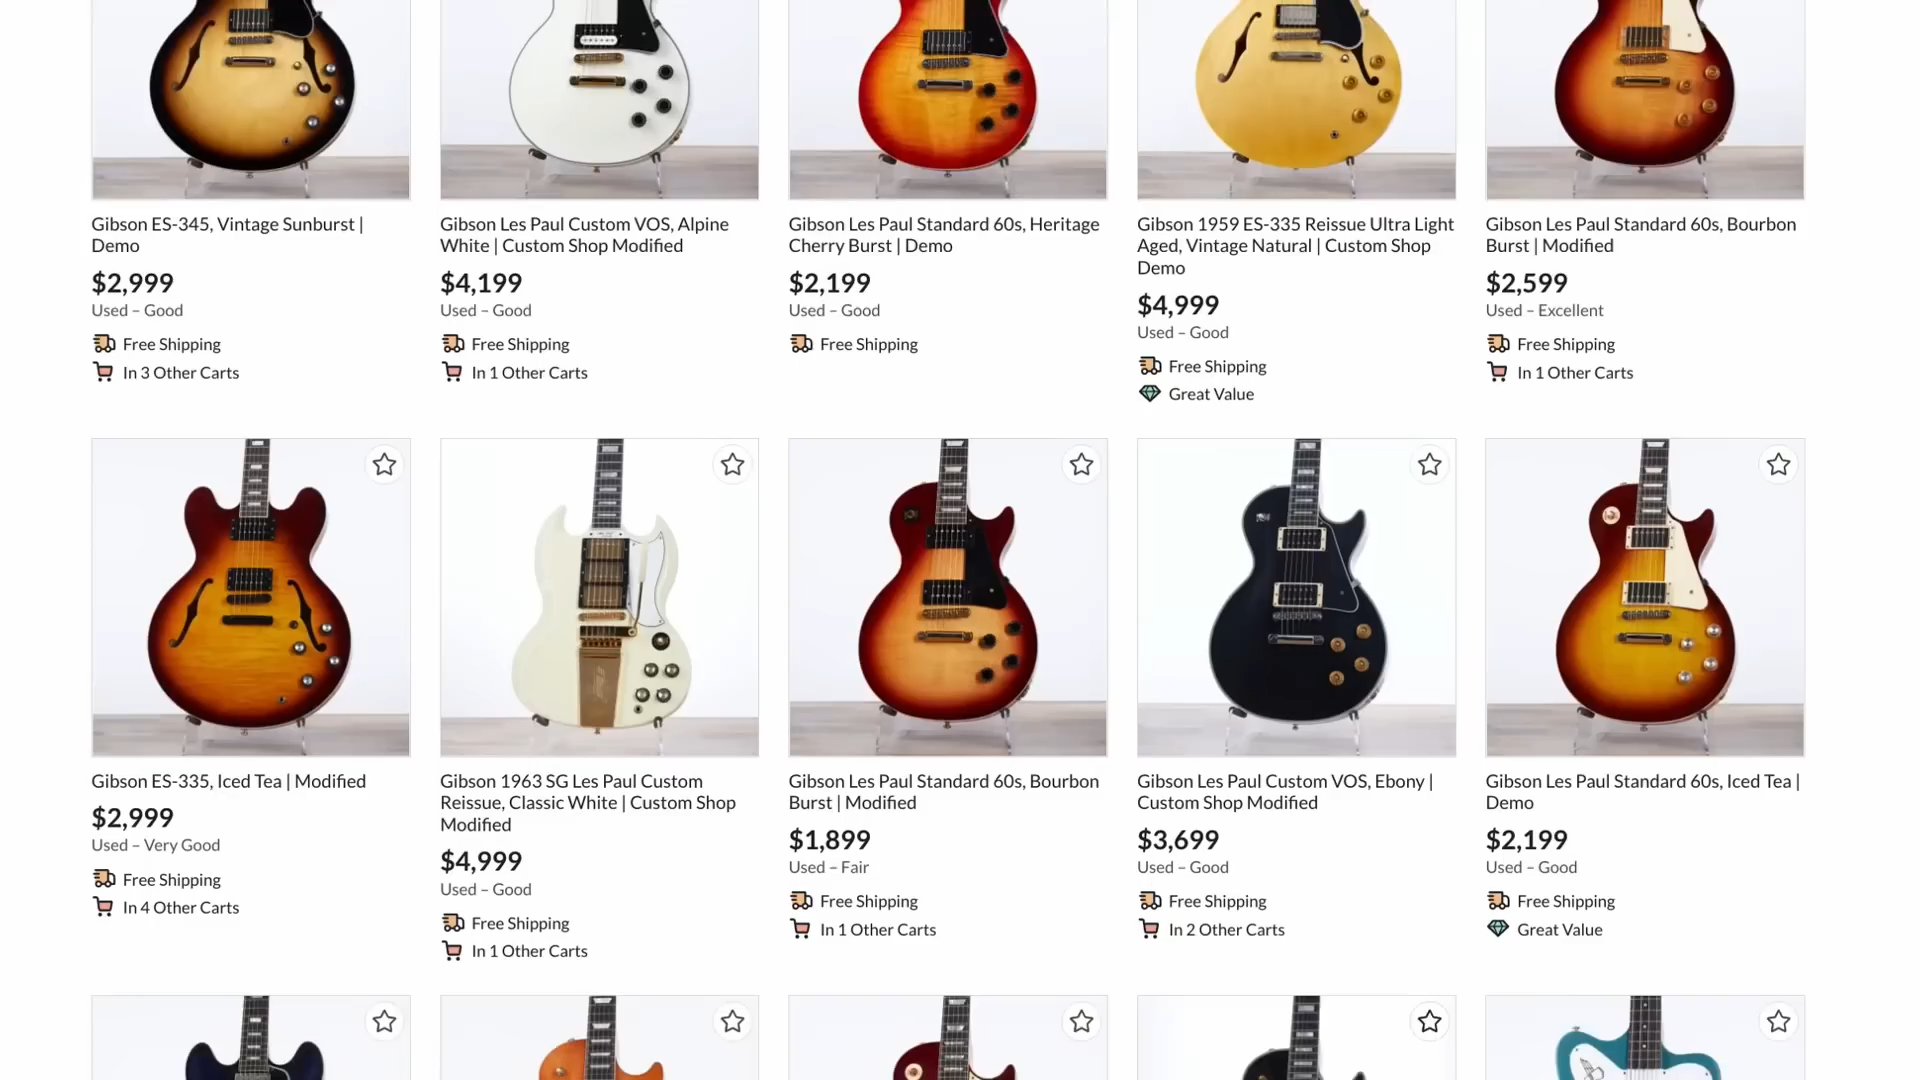 Gibson ES-345, Vintage Sunburst |
Demo
$2,999
Used – Good
Free Shipping
In 3 Other Carts
Gibson Les Paul Custom VOS, Alpine
White | Custom Shop Modified
$4,199
Used – Good
Free Shipping
In 1 Other Carts
Gibson Les Paul Standard 60s, Heritage
Cherry Burst | Demo
$2,199
Used – Good
Free Shipping
Gibson 1959 ES-335 Reissue Ultra Light
Aged, Vintage Natural | Custom Shop
Demo
$4,999
Used – Good
Free Shipping
Great Value
Gibson Les Paul Standard 60s, Bourbon
Burst | Modified
$2,599
Used – Excellent
Free Shipping
In 1 Other Carts
Gibson ES-335, Iced Tea | Modified
$2,999
Used – Very Good
Free Shipping
In 4 Other Carts
Gibson 1963 SG Les Paul Custom
Reissue, Classic White | Custom Shop
Modified
$4,999
Used – Good
Free Shipping
In 1 Other Carts
Gibson Les Paul Standard 60s, Bourbon
Burst | Modified
$1,899
Used – Fair
Free Shipping
In 1 Other Carts
Gibson Les Paul Custom VOS, Ebony |
Custom Shop Modified
$3,699
Used – Good
Free Shipping
In 2 Other Carts
Gibson Les Paul Standard 60s, Iced Tea |
Demo
$2,199
Used – Good
Free Shipping
Great Value